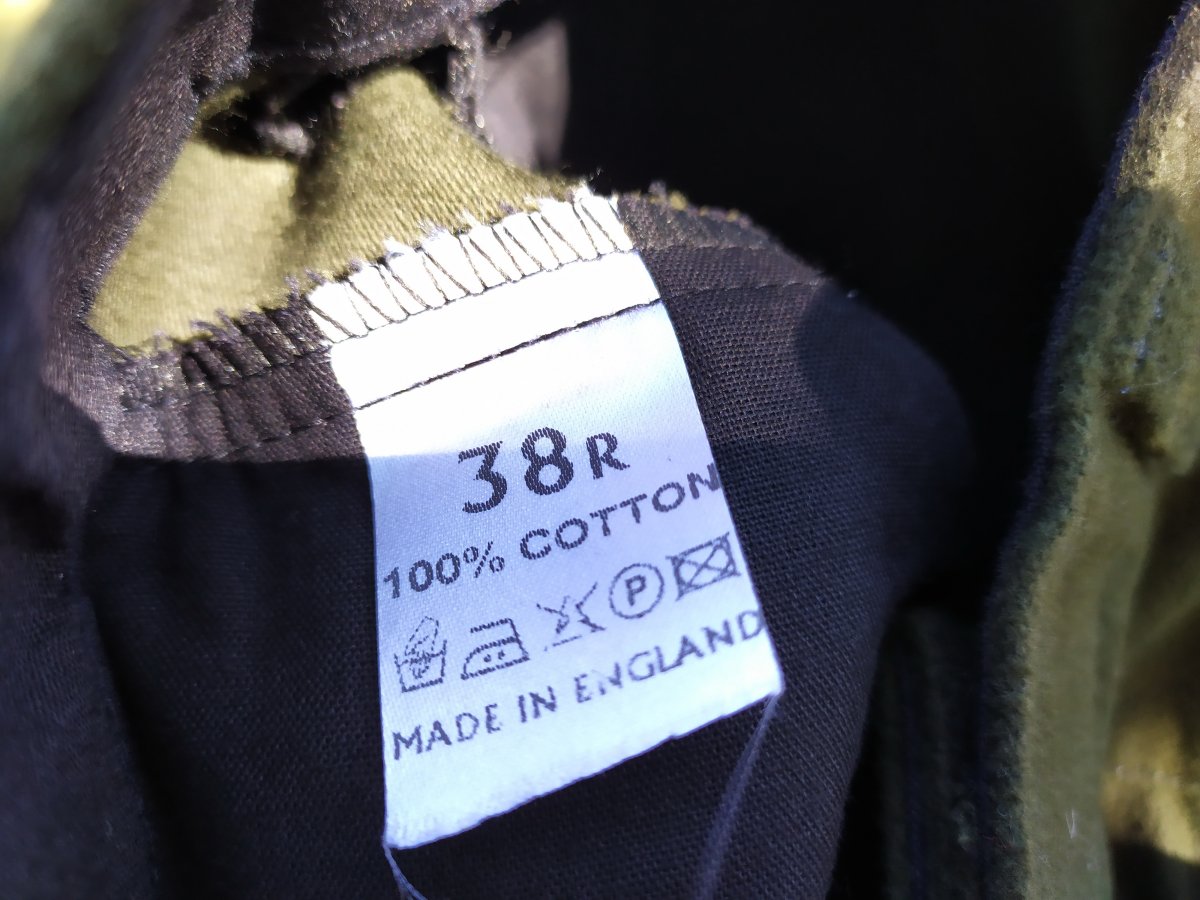 38R
100% COTTON
P
MADE IN ENGLAND